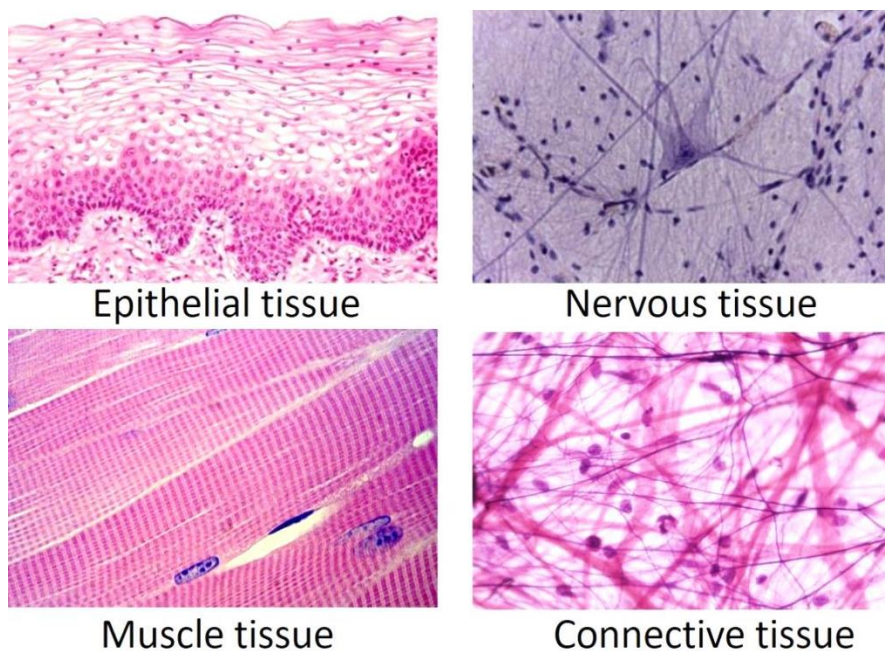 Epithelial tissue
Nervous tissue
Muscle tissue
Connective tissue